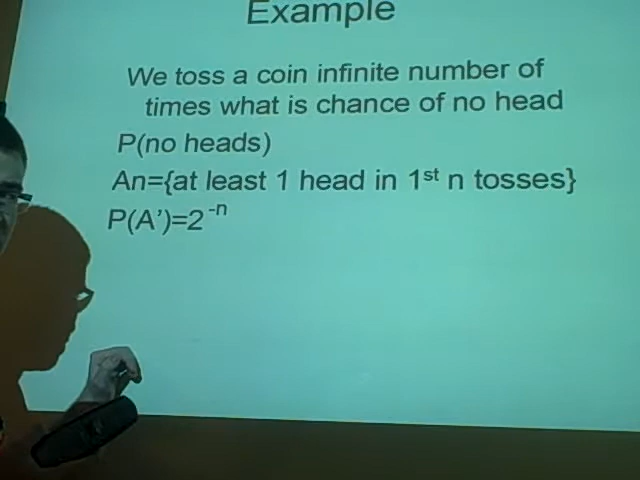 Example
We toss a coin infinite number of
times what is chance of no head
P(no heads)
An={at least 1 head in 1st n tosses}
P(A')=2^-n